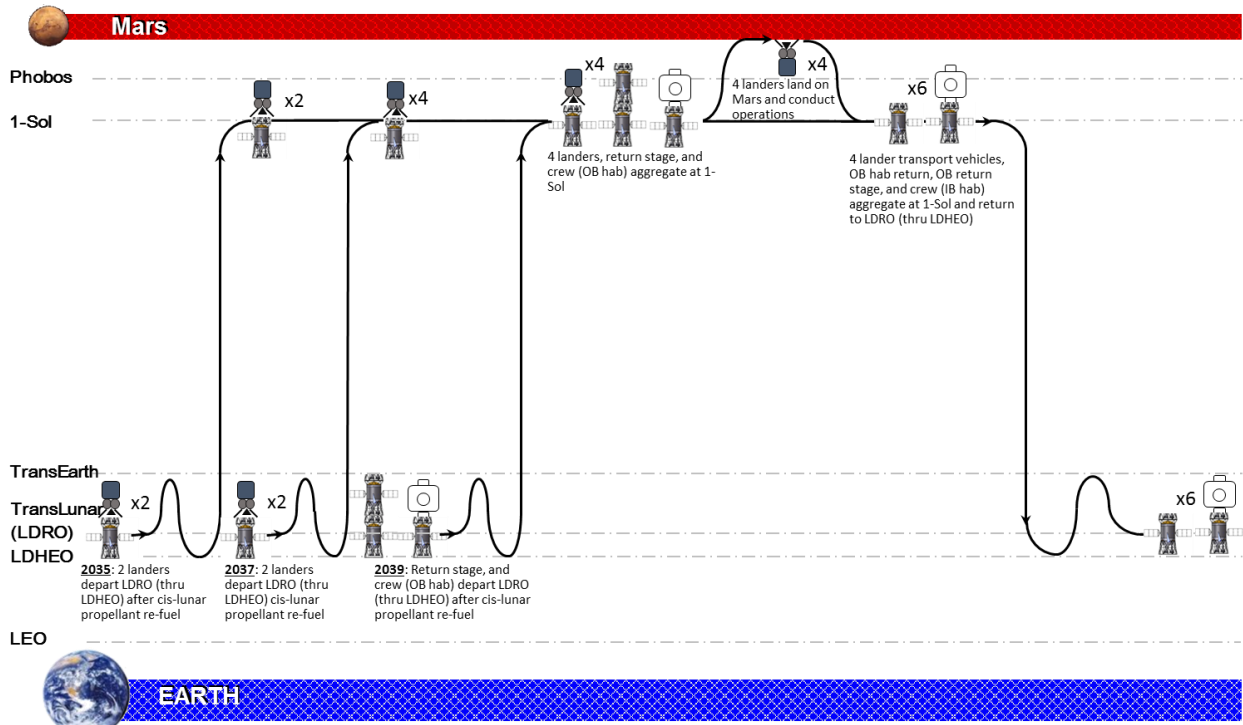 Mars
Phobos
1-Sol
x2
x4
x4
4 landers, return stage, and
crew (OB hab) aggregate at 1-
Sol
x4
4 landers land on
Mars and conduct
operations
x6
4 lander transport vehicles,
OB hab return, OB return
stage, and crew (IB hab)
aggregate at 1-Sol and return
to LDRO (thru LDHEO)
TransEarth
TransLunar
(LDRO)
LDHEO
x2
2035: 2 landers
depart LDRO (thru
LDHEO) after cis-lunar
propellant re-fuel
x2
2037: 2 landers
depart LDRO (thru
LDHEO) cis-lunar
propellant re-fuel
2039: Return stage, and
crew (OB hab) depart LDRO
(thru LDHEO) after cis-lunar
propellant re-fuel
x6
LEO
EARTH